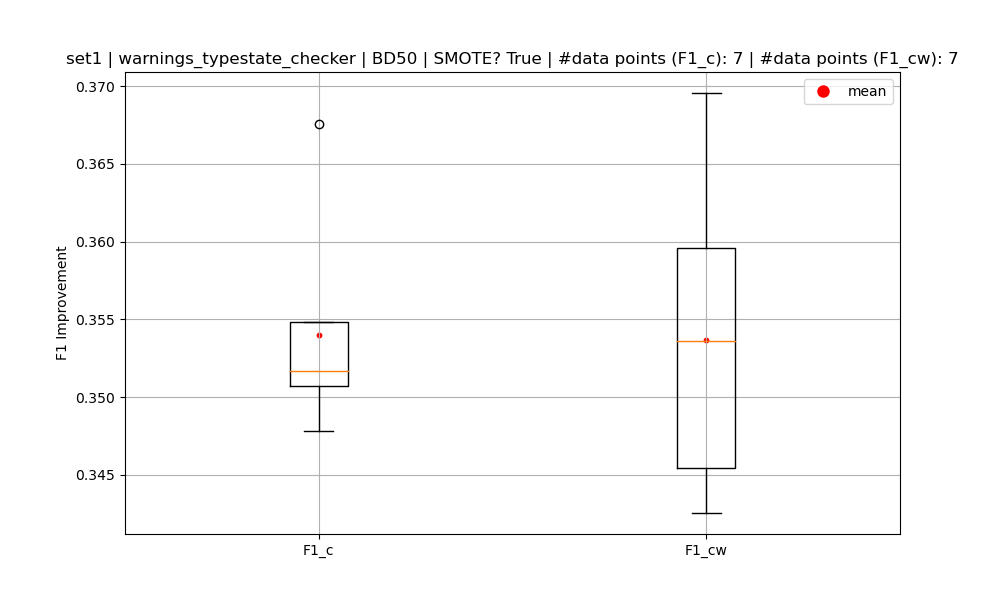 set1 | warnings_typestate_checker | BD50 | SMOTE? True | #data points (F1_c): 7 | #data points (F1_cw): 7
mean
0.370
0.365
0.360
0.355
0.350
0.345
F1 Improvement
F1_c
F1_cw